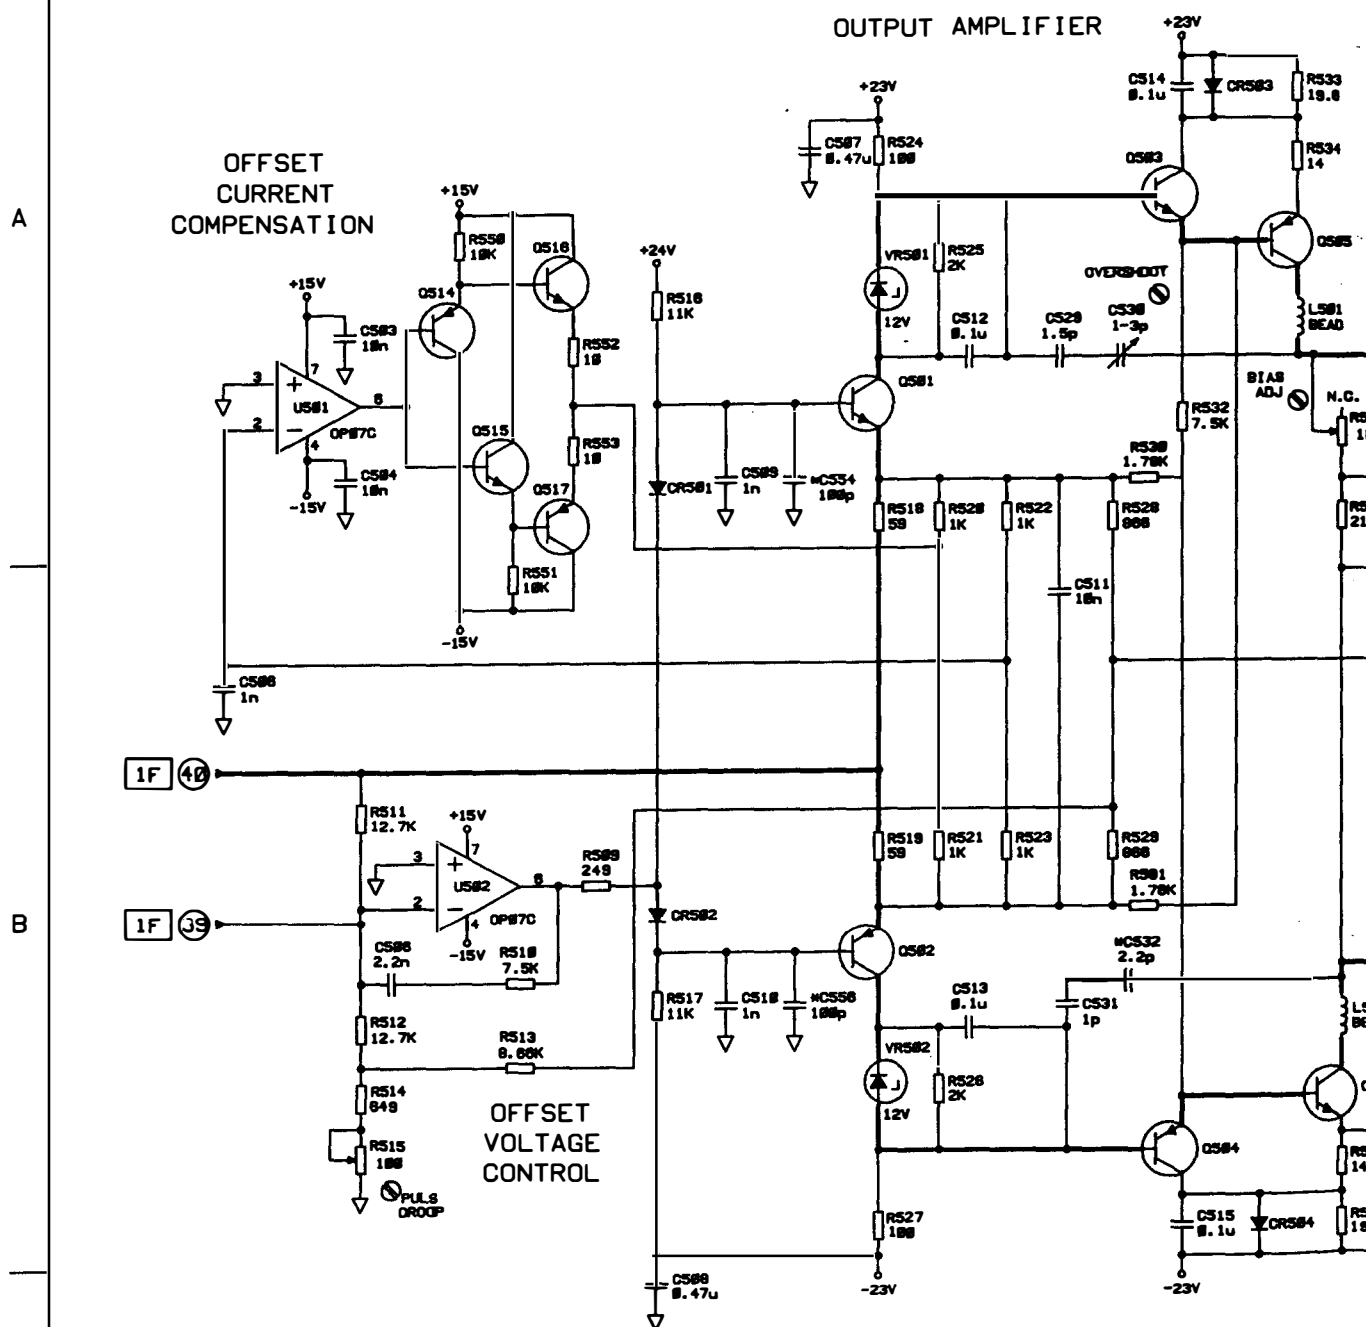 OUTPUT AMPLIFIER
+23V
C514
0.1u
CR503
R533
19.6
+23V
C507
0.47u
R524
100
Q503
R534
14
OFFSET
CURRENT
COMPENSATION
A
+15V
R550
10K
Q516
+24V
VR501
12V
R525
2K
Q505
OVERSHOOT
+15V
Q514
R516
11K
C512
0.1u
C529
1.5p
C530
1-3p
L501
BEAD
C503
10n
R552
10
3
7
U501
6
2
4
OP07C
Q501
BIAS
ADJ
N.C.
R532
7.5K
Q515
R553
10
R530
1.78K
C504
10n
-15V
Q517
CR501
C509
1n
*C554
100p
R518
59
R520
1K
R522
1K
R528
866
R551
10K
C511
10n
-15V
1n
1F
40
R511
12.7K
+15V
R519
59
R521
1K
R523
1K
R529
866
3
7
U502
6
2
4
OP07C
R509
249
R901
1.78K
B
1F
39
CR502
-15V
C506
2.2n
R510
7.5K
Q502
*C532
2.2p
R517
11K
C510
1n
*C556
100p
C513
0.1u
C531
1p
R512
12.7K
R513
8.66K
VR502
12V
R526
2K
R514
649
OFFSET
VOLTAGE
CONTROL
R515
100
PULS
DROOP
Q504
R527
100
C515
0.1u
CR504
C508
0.47u
-23V
-23V